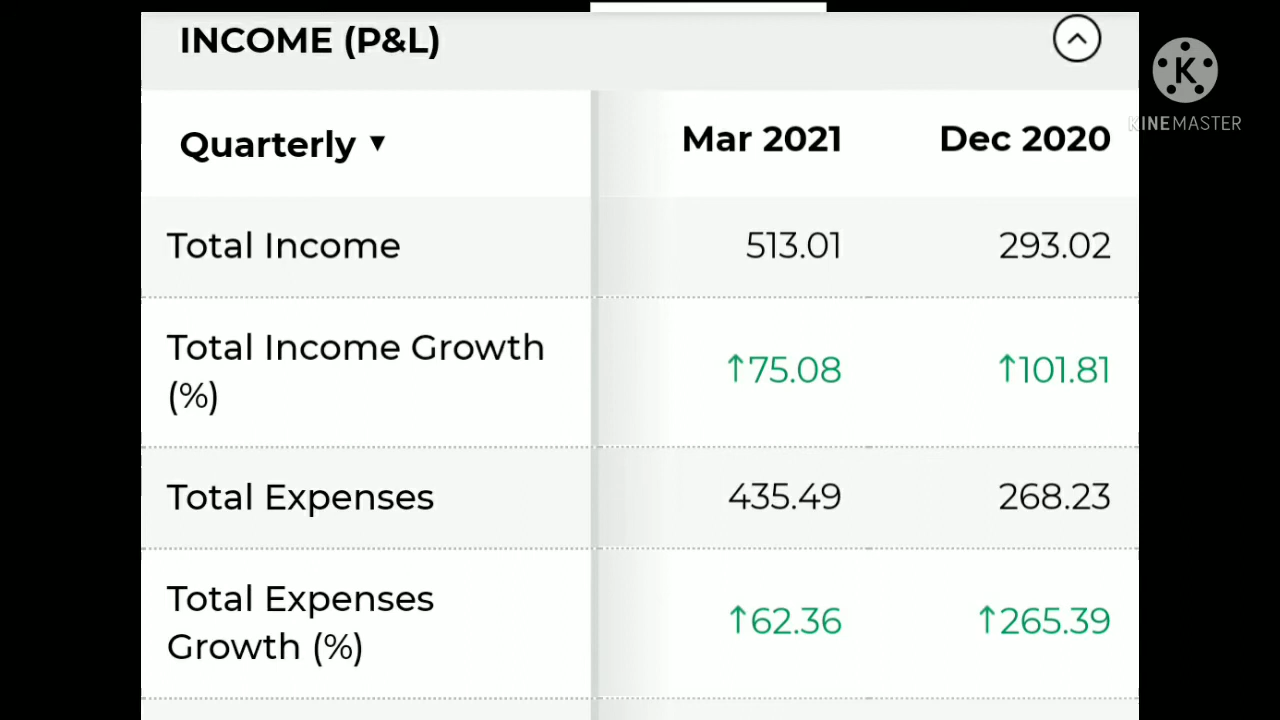 INCOME (P&L)
K
KINEMASTER
Quarterly ▼ Mar 2021 Dec 2020
Total Income 513.01 293.02
Total Income Growth
(%) ↑75.08 ↑101.81
Total Expenses 435.49 268.23
Total Expenses
Growth (%) ↑62.36 ↑265.39